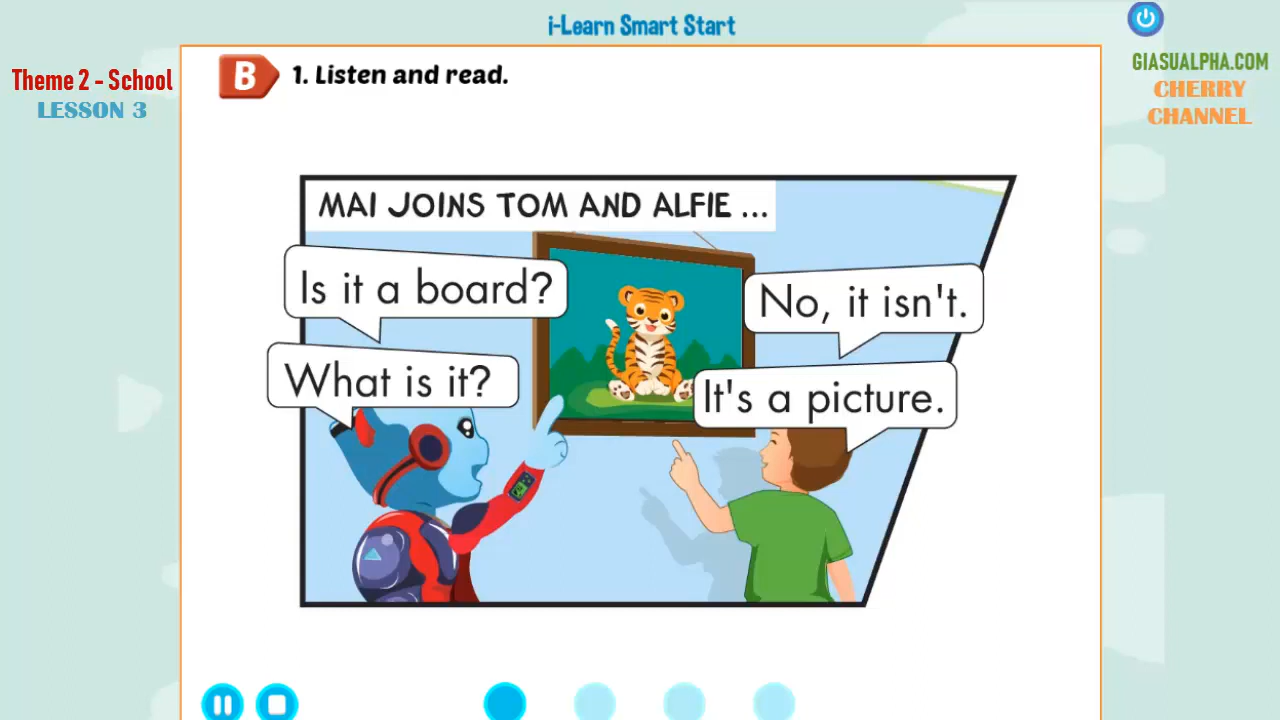 i-Learn Smart Start
Theme 2 - School
LESSON 3
GIASUALPHA.COM
CHERRY
CHANNEL
B 1. Listen and read.
MAI JOINS TOM AND ALFIE ...
Is it a board?
No, it isn't.
What is it?
It's a picture.